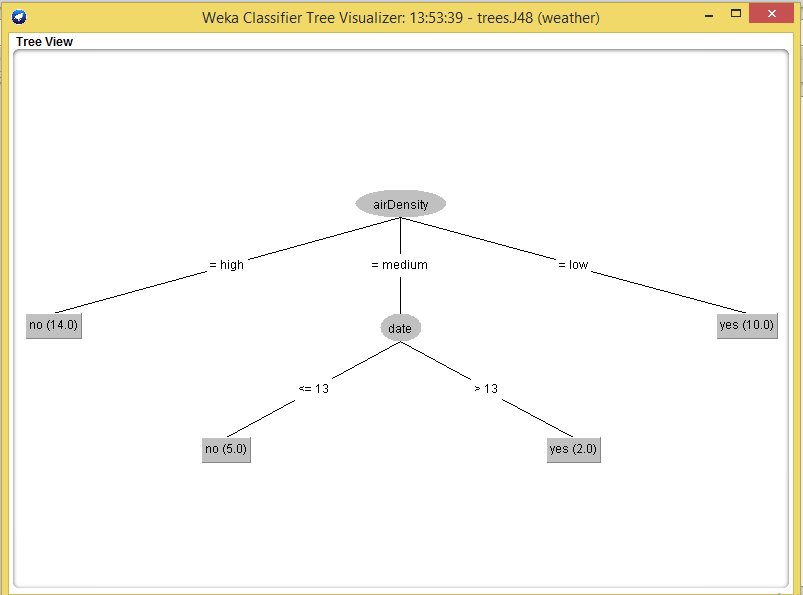 Weka Classifier Tree Visualizer: 13:53:39 - trees.J48 (weather)
Tree View
airDensity
= high = medium = low
no (14.0) date yes (10.0)
<= 13 > 13
no (5.0) yes (2.0)